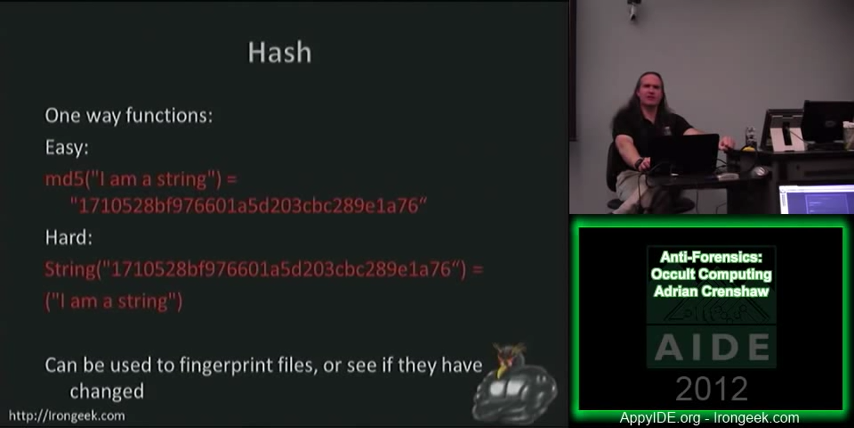 Hash
One way functions:
Easy:
md5("I am a string") =
"1710528bf976601a5d203cbc289e1a76“
Hard:
String("1710528bf976601a5d203cbc289e1a76“) =
("I am a string")
Can be used to fingerprint files, or see if they have
changed
http://Irongeek.com
Anti-Forensics:
Occult Computing
Adrian Crenshaw
AIDE
2012
AppyIDE.org - Irongeek.com